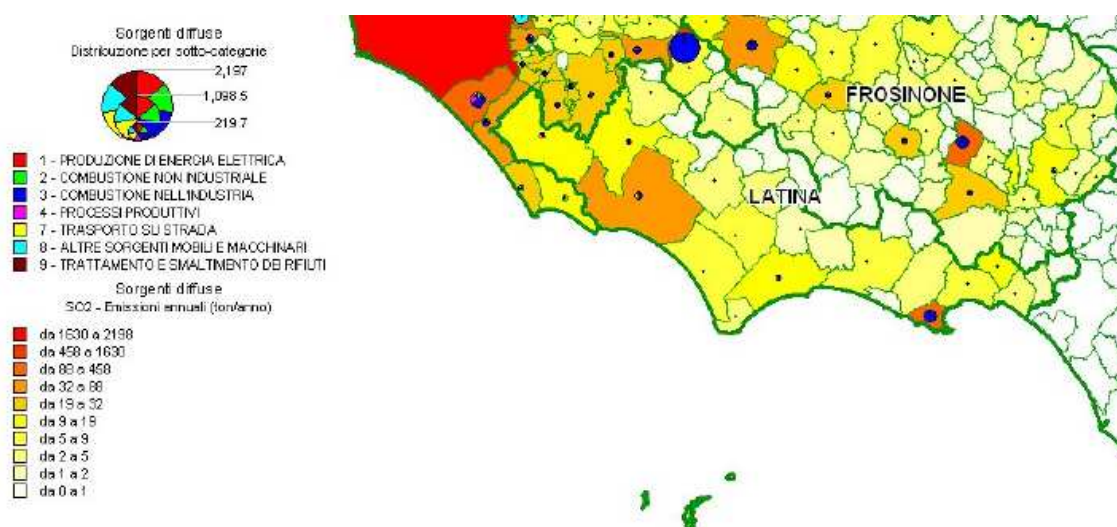 Sorgenti diffuse
Distribuzione per sotto-categorie
2,197
1,098.5
219.7
1 - PRODUZIONE DI ENERGIA ELETTRICA
2 - COMBUSTIONE NON INDUSTRIALE
3 - COMBUSTIONE NELL'INDUSTRIA
4 - PROCESSI PRODUTTIVI
7 - TRASPORTO SU STRADA
8 - ALTRE SORGENTI MOBILI E MACCHINARI
9 - TRATTAMENTO E SMALTIMENTO DEI RIFIUTI
Sorgenti diffuse
SO2 - Emissioni annuali (ton/anno)
da 1630 a 2198
da 458 a 1630
da 88 a 458
da 32 a 88
da 19 a 32
da 9 a 19
da 5 a 9
da 2 a 5
da 1 a 2
da 0 a 1
FROSINONE
LATINA